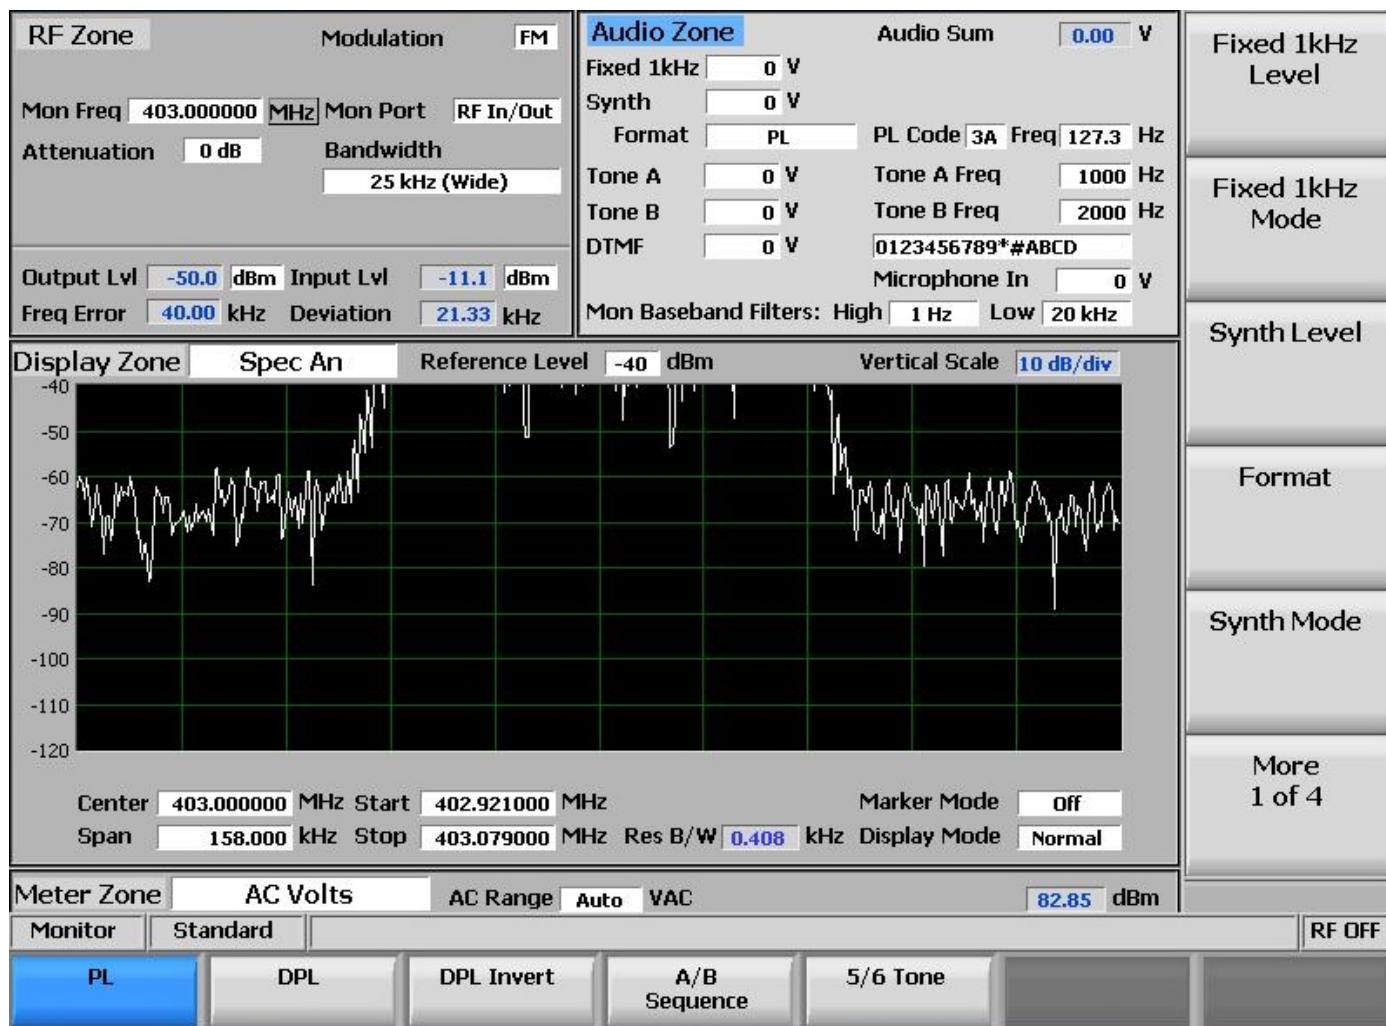 RF Zone Modulation FM
Mon Freq 403.000000 MHz Mon Port RF In/Out
Attenuation 0 dB Bandwidth
25 kHz (Wide)
Output Lvl -50.0 dBm Input Lvl -11.1 dBm
Freq Error 40.00 kHz Deviation 21.33 kHz
Audio Zone Audio Sum 0.00 V
Fixed 1kHz 0 V
Synth 0 V
Format PL PL Code 3A Freq 127.3 Hz
Tone A 0 V Tone A Freq 1000 Hz
Tone B 0 V Tone B Freq 2000 Hz
DTMF 0 V 0123456789*#ABCD
Microphone In 0 V
Mon Baseband Filters: High 1 Hz Low 20 kHz
Display Zone Spec An Reference Level -40 dBm Vertical Scale 10 dB/div
-40
-50
-60
-70
-80
-90
-100
-110
-120
Center 403.000000 MHz Start 402.921000 MHz Marker Mode Off
Span 158.000 kHz Stop 403.079000 MHz Res B/W 0.408 kHz Display Mode Normal
Meter Zone AC Volts AC Range Auto VAC 82.85 dBm
Monitor Standard RF OFF
Fixed 1kHz
Level
Fixed 1kHz
Mode
Synth Level
Format
Synth Mode
More
1 of 4
PL DPL DPL Invert A/B
Sequence
5/6 Tone